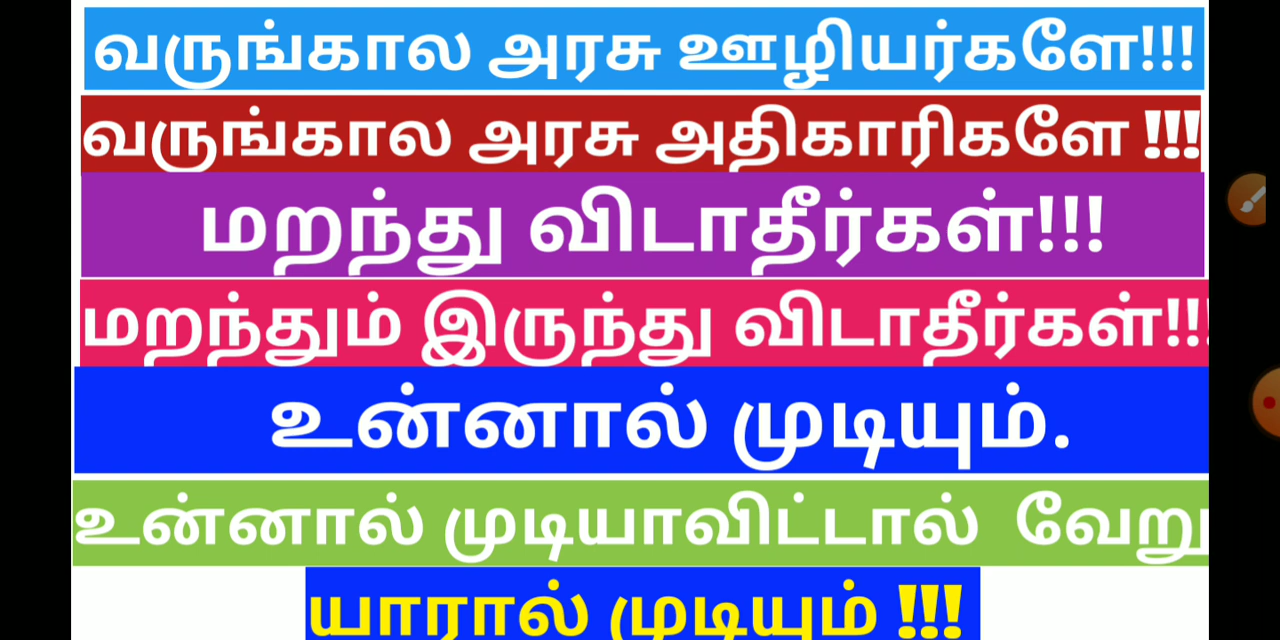 வருங்கால அரசு ஊழியர்களே!!!
வருங்கால அரசு அதிகாரிகளே !!!
மறந்து விடாதீர்கள்!!!
மறந்தும் இருந்து விடாதீர்கள்!!!
உன்னால் முடியும்.
உன்னால் முடியாவிட்டால் வேறு
யாரால் முடியும் !!!